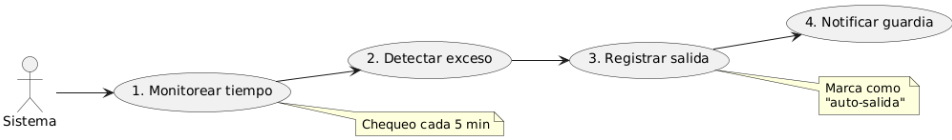 Sistema
1. Monitorear tiempo
2. Detectar exceso
Chequeo cada 5 min
3. Registrar salida
4. Notificar guardia
Marca como
"auto-salida"